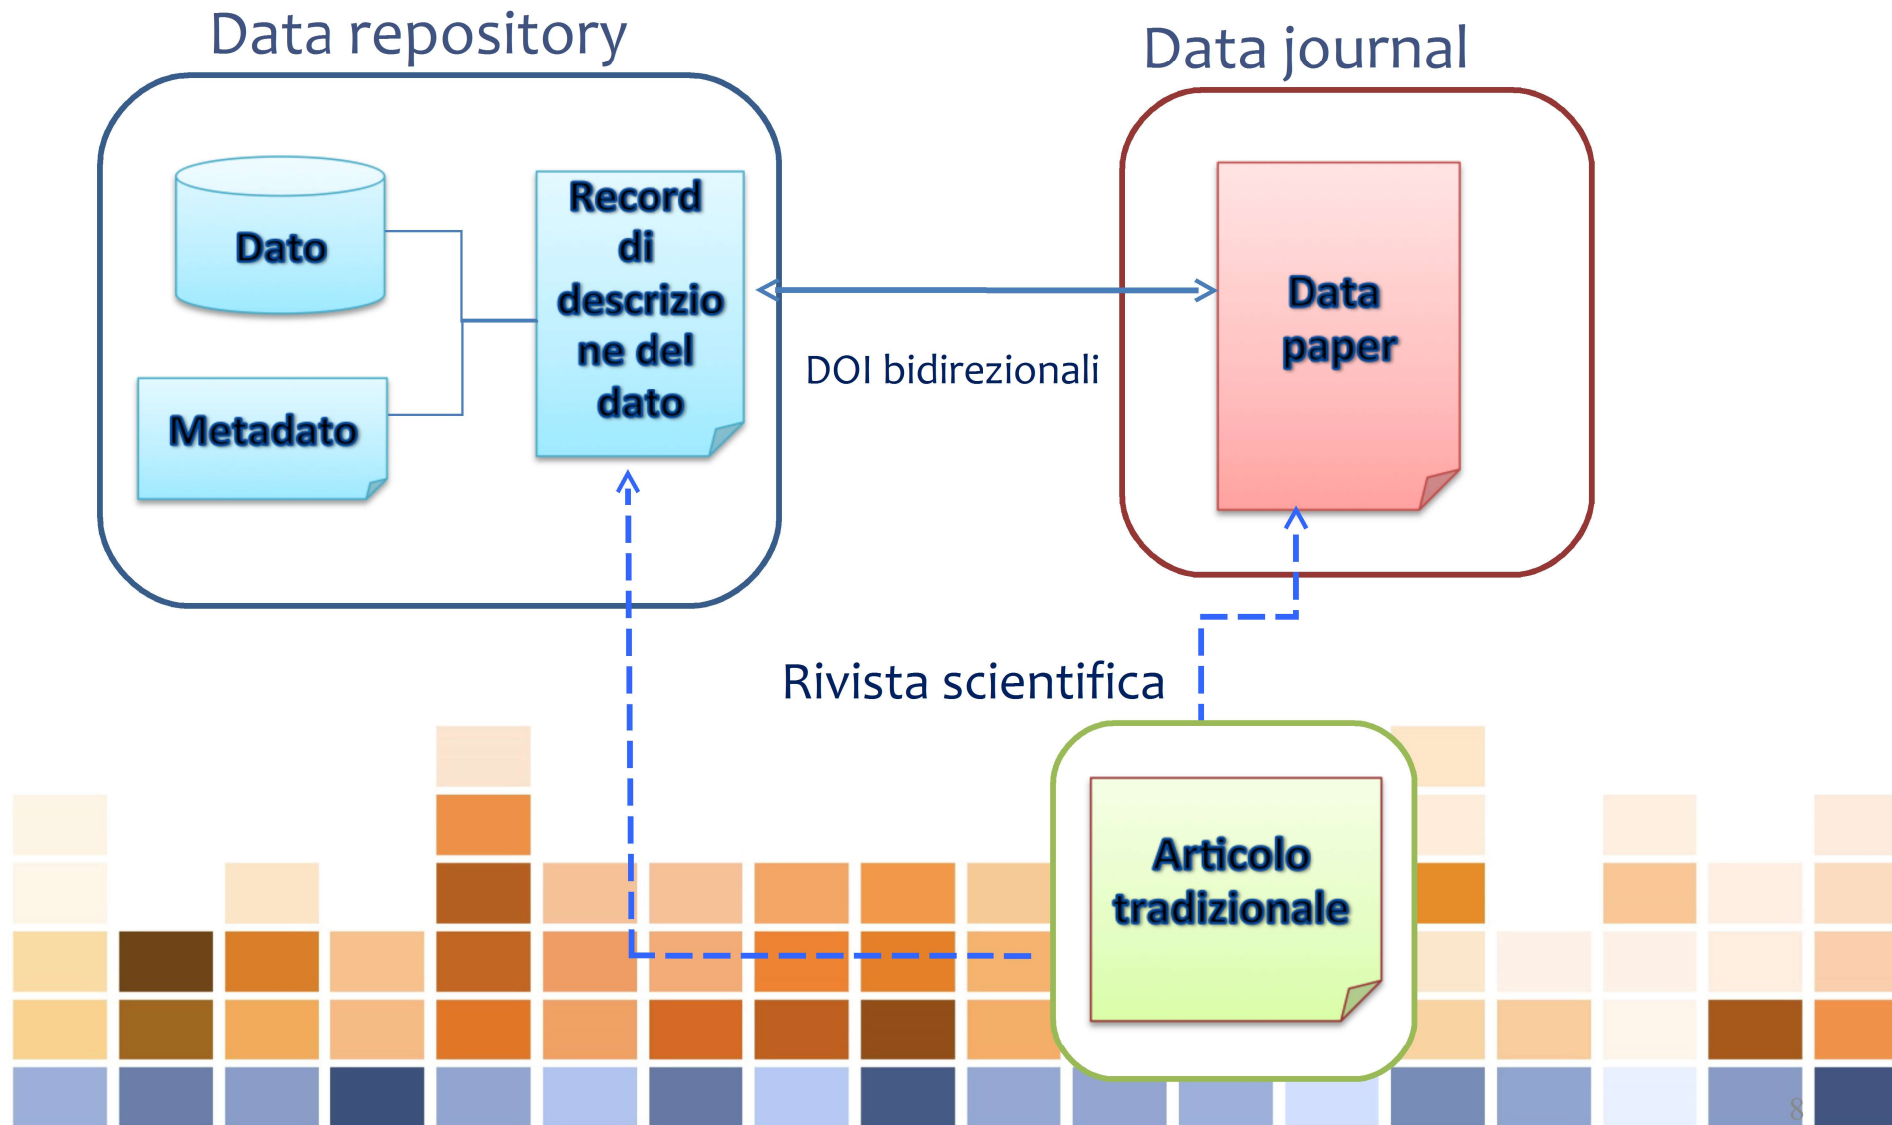 Data repository
Data journal
Dato
Metadato
Record
di
descrizio
ne del
dato
DOI bidirezionali
Data
paper
Rivista scientifica
Articolo
tradizionale
8